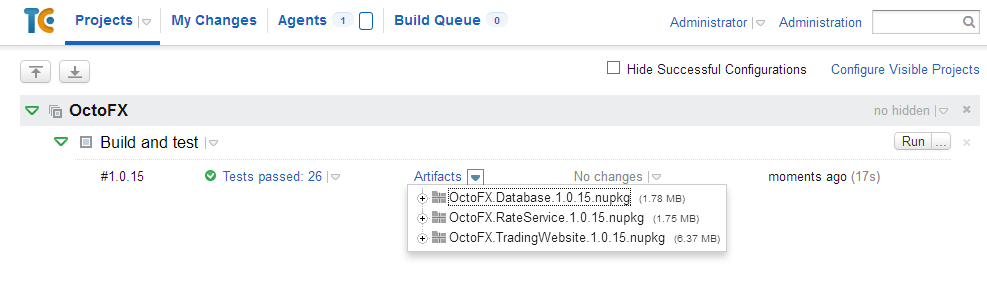 TC Projects My Changes Agents 1 Build Queue 0 Administrator Administration
Hide Successful Configurations Configure Visible Projects
OctoFX no hidden
Build and test Run ...
#1.0.15 Tests passed: 26 Artifacts No changes moments ago (17s)
OctoFX.Database.1.0.15.nupkg (1.78 MB)
OctoFX.RateService.1.0.15.nupkg (1.75 MB)
OctoFX.TradingWebsite.1.0.15.nupkg (6.37 MB)